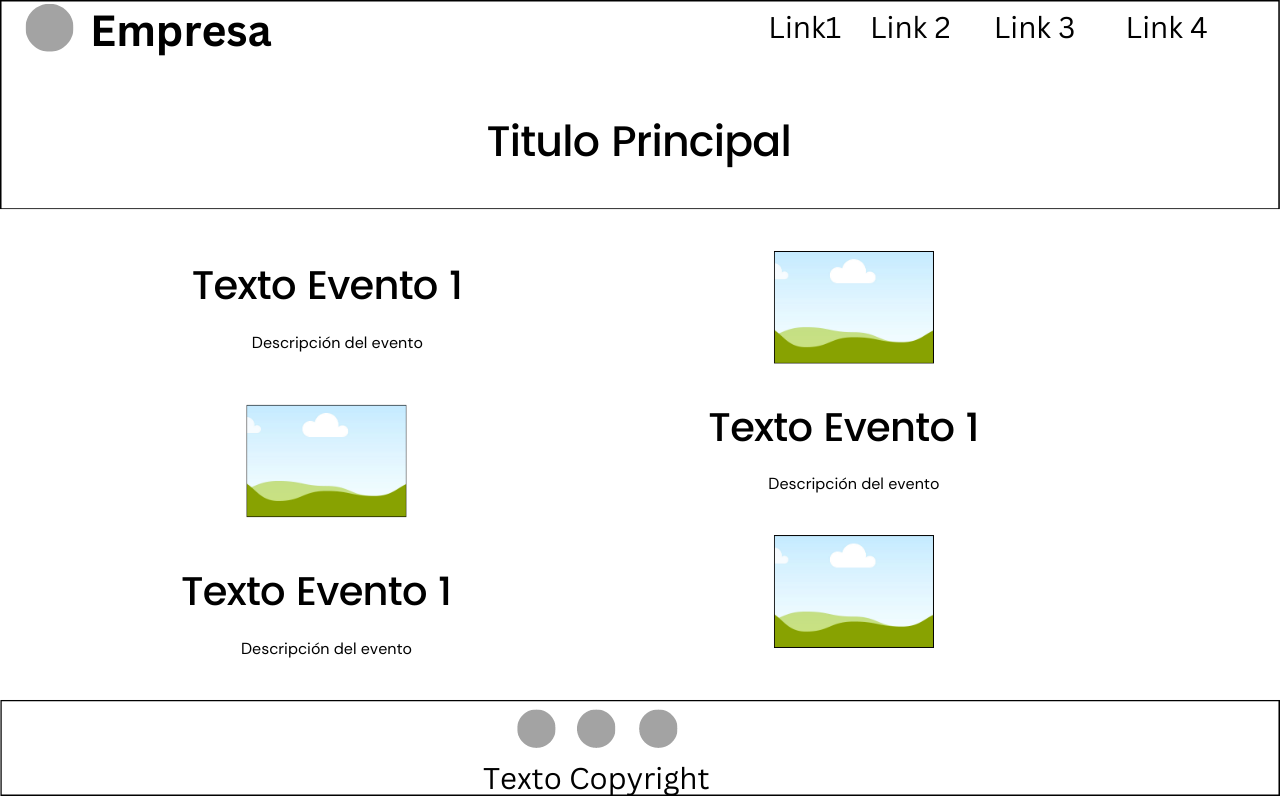 Empresa
Link1 Link 2 Link 3 Link 4
Titulo Principal
Texto Evento 1
Descripción del evento
Texto Evento 1
Descripción del evento
Texto Evento 1
Descripción del evento
Texto Copyright